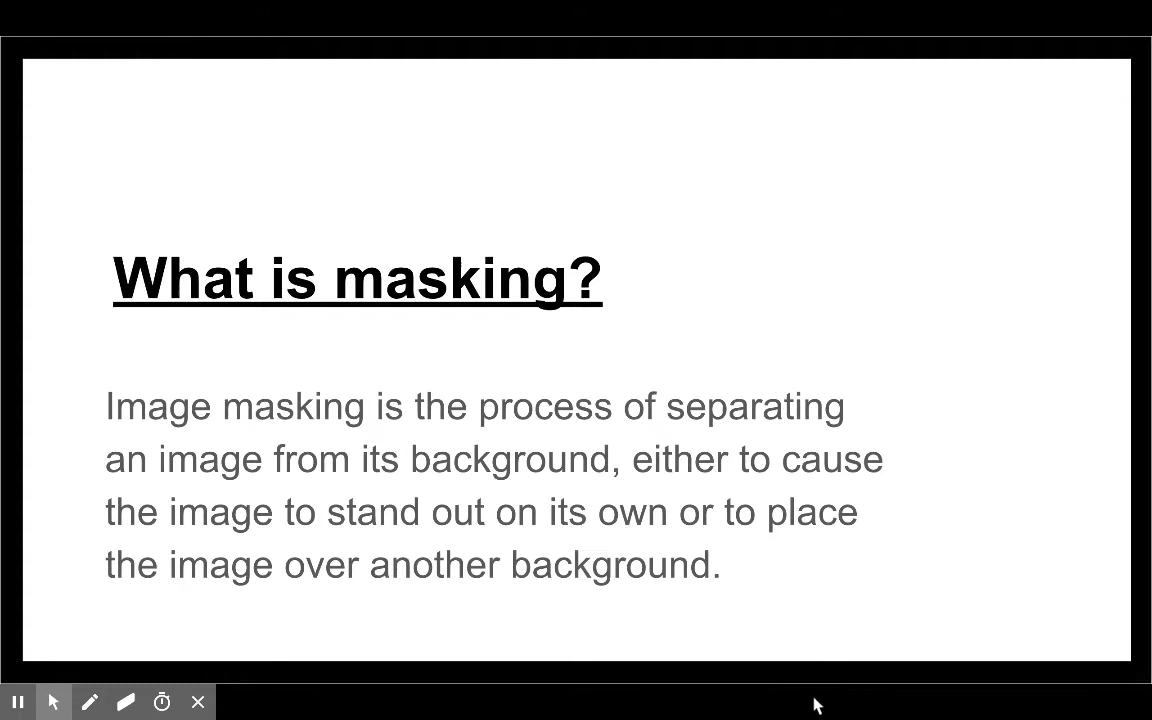 What is masking?
Image masking is the process of separating
an image from its background, either to cause
the image to stand out on its own or to place
the image over another background.